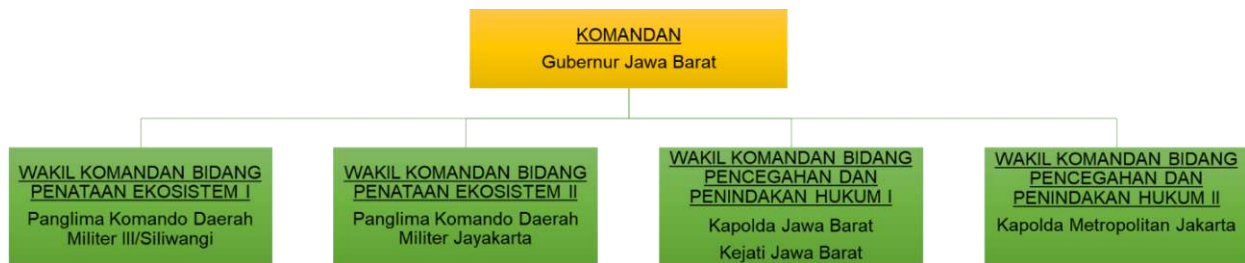 KOMANDAN
Gubernur Jawa Barat
WAKIL KOMANDAN BIDANG
PENATAAN EKOSISTEM I
Panglima Komando Daerah
Militer III/Siliwangi
WAKIL KOMANDAN BIDANG
PENATAAN EKOSISTEM II
Panglima Komando Daerah
Militer Jayakarta
WAKIL KOMANDAN BIDANG
PENCEGAHAN DAN
PENINDAKAN HUKUM I
Kapolda Jawa Barat
Kejati Jawa Barat
WAKIL KOMANDAN BIDANG
PENCEGAHAN DAN
PENINDAKAN HUKUM II
Kapolda Metropolitan Jakarta